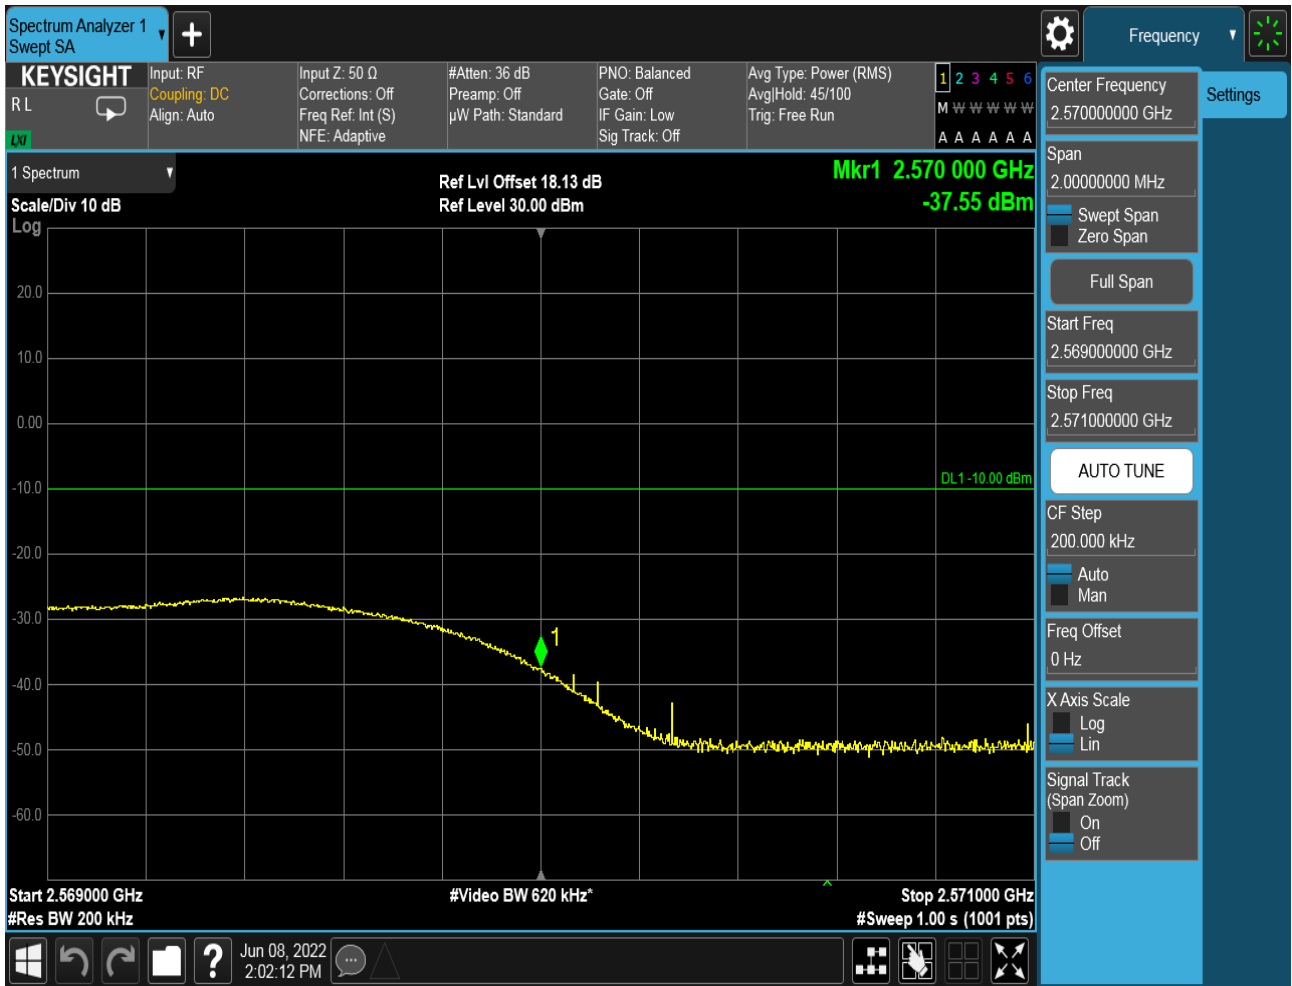 Spectrum Analyzer 1
Swept SA
Frequency
KEYSIGHT
R L
LXI
Input: RF
Coupling: DC
Align: Auto
Input Z: 50 Ω
Corrections: Off
Freq Ref: Int (S)
NFE: Adaptive
#Atten: 36 dB
Preamp: Off
µW Path: Standard
PNO: Balanced
Gate: Off
IF Gain: Low
Sig Track: Off
Avg Type: Power (RMS)
Avg|Hold: 45/100
Trig: Free Run
1 2 3 4 5 6
M W W W W W
A A A A A A
Center Frequency
2.570000000 GHz
Settings
1 Spectrum
Scale/Div 10 dB
Log
Ref Lvl Offset 18.13 dB
Ref Level 30.00 dBm
Mkr1 2.570 000 GHz
-37.55 dBm
Span
2.00000000 MHz
Swept Span
Zero Span
Full Span
Start Freq
2.569000000 GHz
Stop Freq
2.571000000 GHz
AUTO TUNE
CF Step
200.000 kHz
Auto
Man
Freq Offset
0 Hz
X Axis Scale
Log
Lin
Signal Track
(Span Zoom)
On
Off
20.0
10.0
0.00
-10.0
DL1 -10.00 dBm
-20.0
-30.0
1
-40.0
-50.0
-60.0
Start 2.569000 GHz
#Video BW 620 kHz*
Stop 2.571000 GHz
#Res BW 200 kHz
#Sweep 1.00 s (1001 pts)
?
Jun 08, 2022
2:02:12 PM